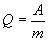 Q = A/m